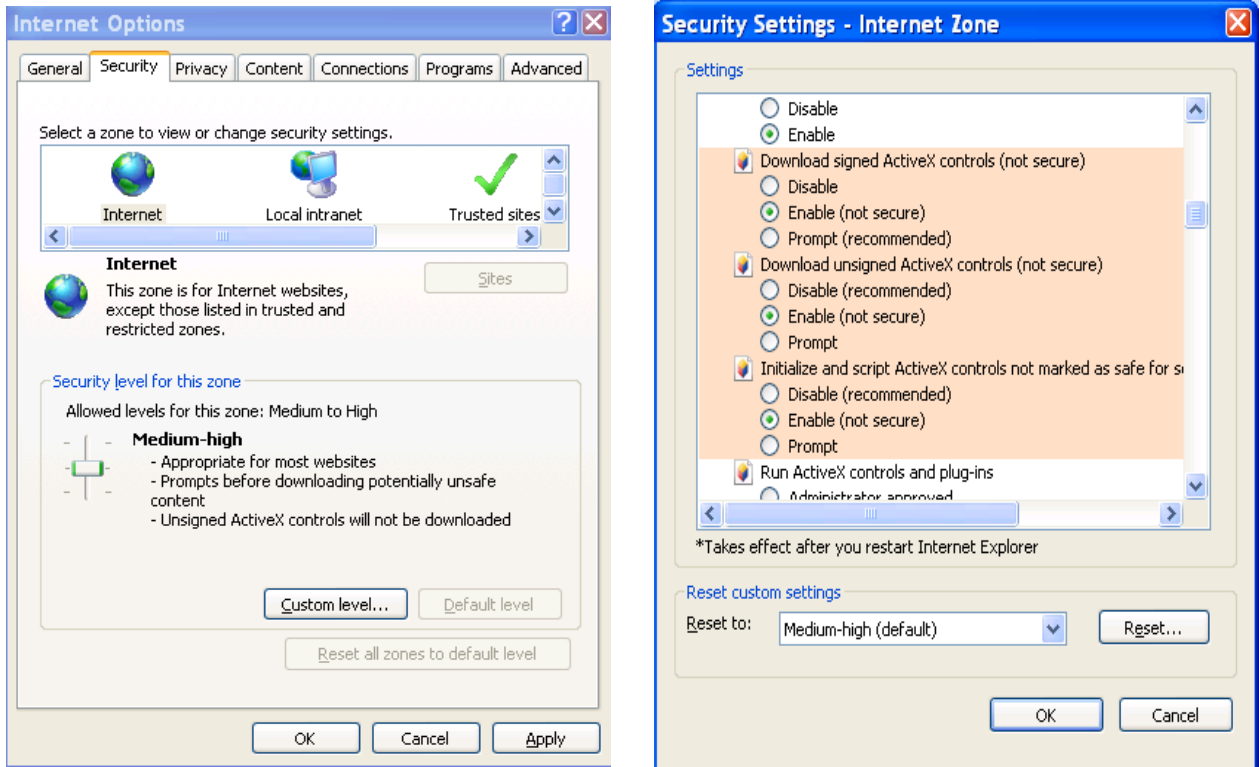 Internet Options
General Security Privacy Content Connections Programs Advanced
Select a zone to view or change security settings.
Internet Local intranet Trusted sites
Internet
Sites
This zone is for Internet websites,
except those listed in trusted and
restricted zones.
Security level for this zone
Allowed levels for this zone: Medium to High
Medium-high
- Appropriate for most websites
- Prompts before downloading potentially unsafe
content
- Unsigned ActiveX controls will not be downloaded
Custom level... Default level
Reset all zones to default level
OK Cancel Apply
Security Settings - Internet Zone
Settings
Disable
Enable
Download signed ActiveX controls (not secure)
Disable
Enable (not secure)
Prompt (recommended)
Download unsigned ActiveX controls (not secure)
Disable (recommended)
Enable (not secure)
Prompt
Initialize and script ActiveX controls not marked as safe for
Disable (recommended)
Enable (not secure)
Prompt
Run ActiveX controls and plug-ins
Administrator approved
*Takes effect after you restart Internet Explorer
Reset custom settings
Reset to: Medium-high (default) Reset...
OK Cancel